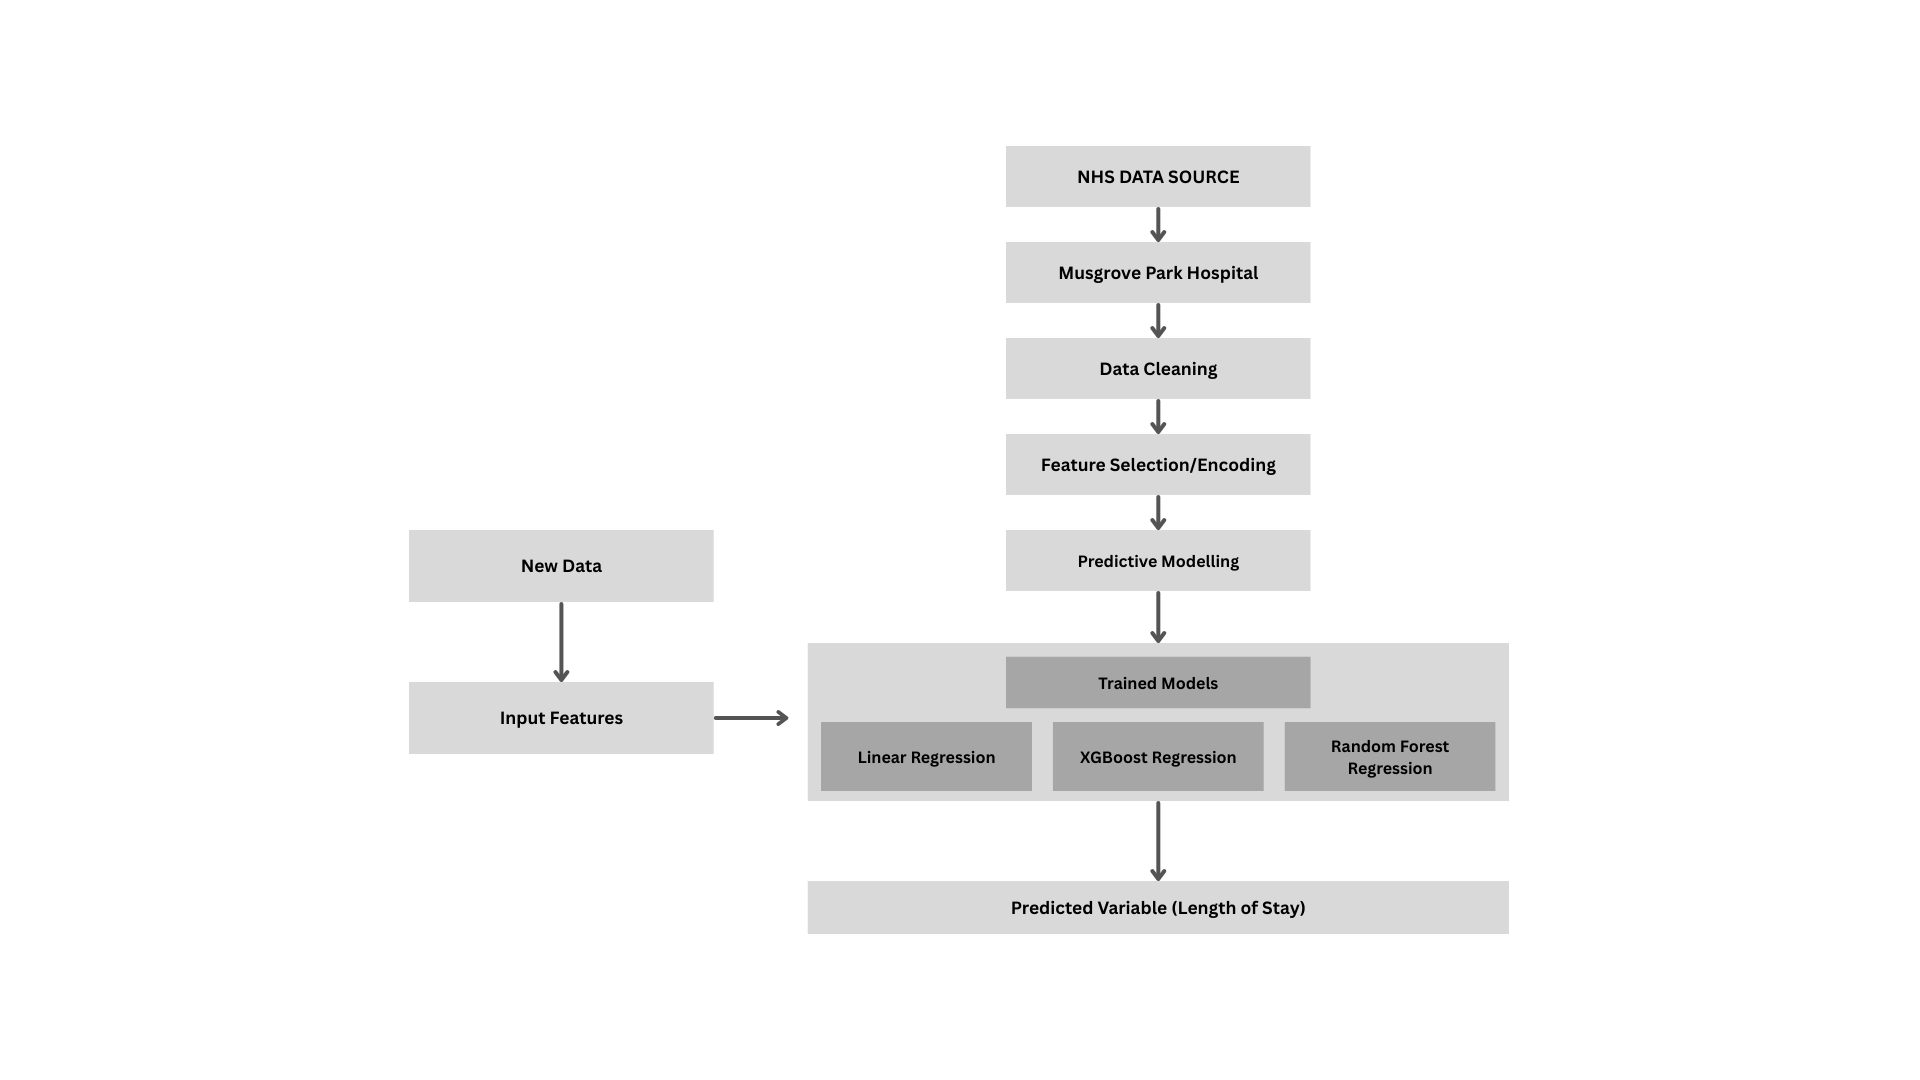 NHS DATA SOURCE
Musgrove Park Hospital
Data Cleaning
Feature Selection/Encoding
Predictive Modelling
New Data
Input Features
Trained Models
Linear Regression
XGBoost Regression
Random Forest
Regression
Predicted Variable (Length of Stay)